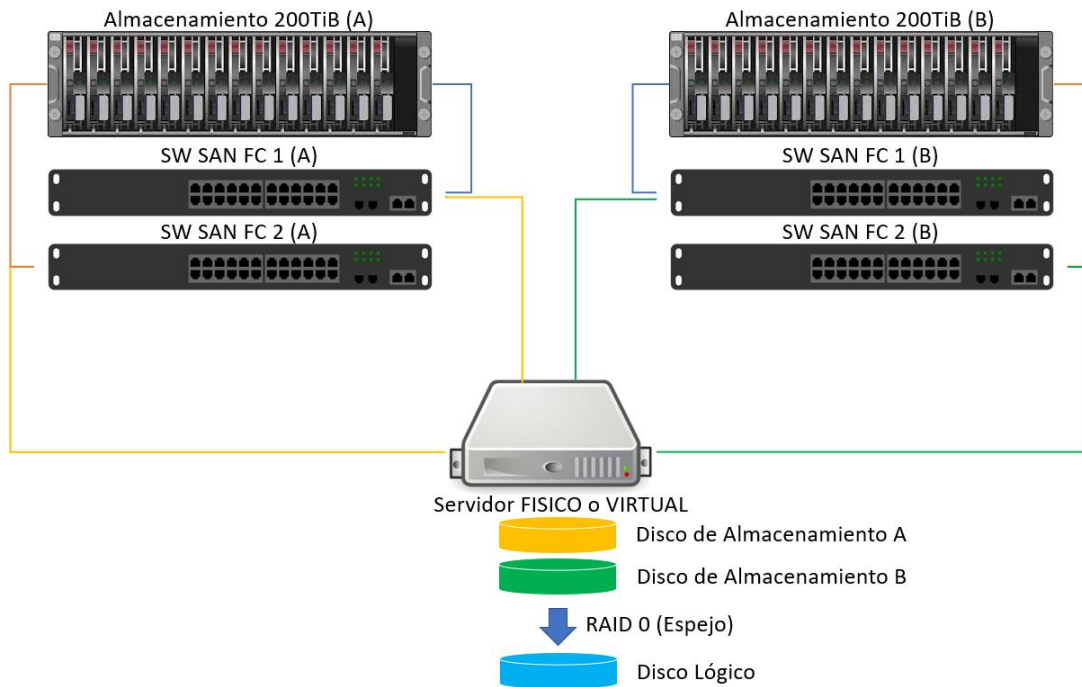 Almacenamiento 200TiB (A)
Almacenamiento 200TiB (B)
SW SAN FC 1 (A)
SW SAN FC 1 (B)
SW SAN FC 2 (A)
SW SAN FC 2 (B)
Servidor FISICO o VIRTUAL
Disco de Almacenamiento A
Disco de Almacenamiento B
RAID 0 (Espejo)
Disco Lógico